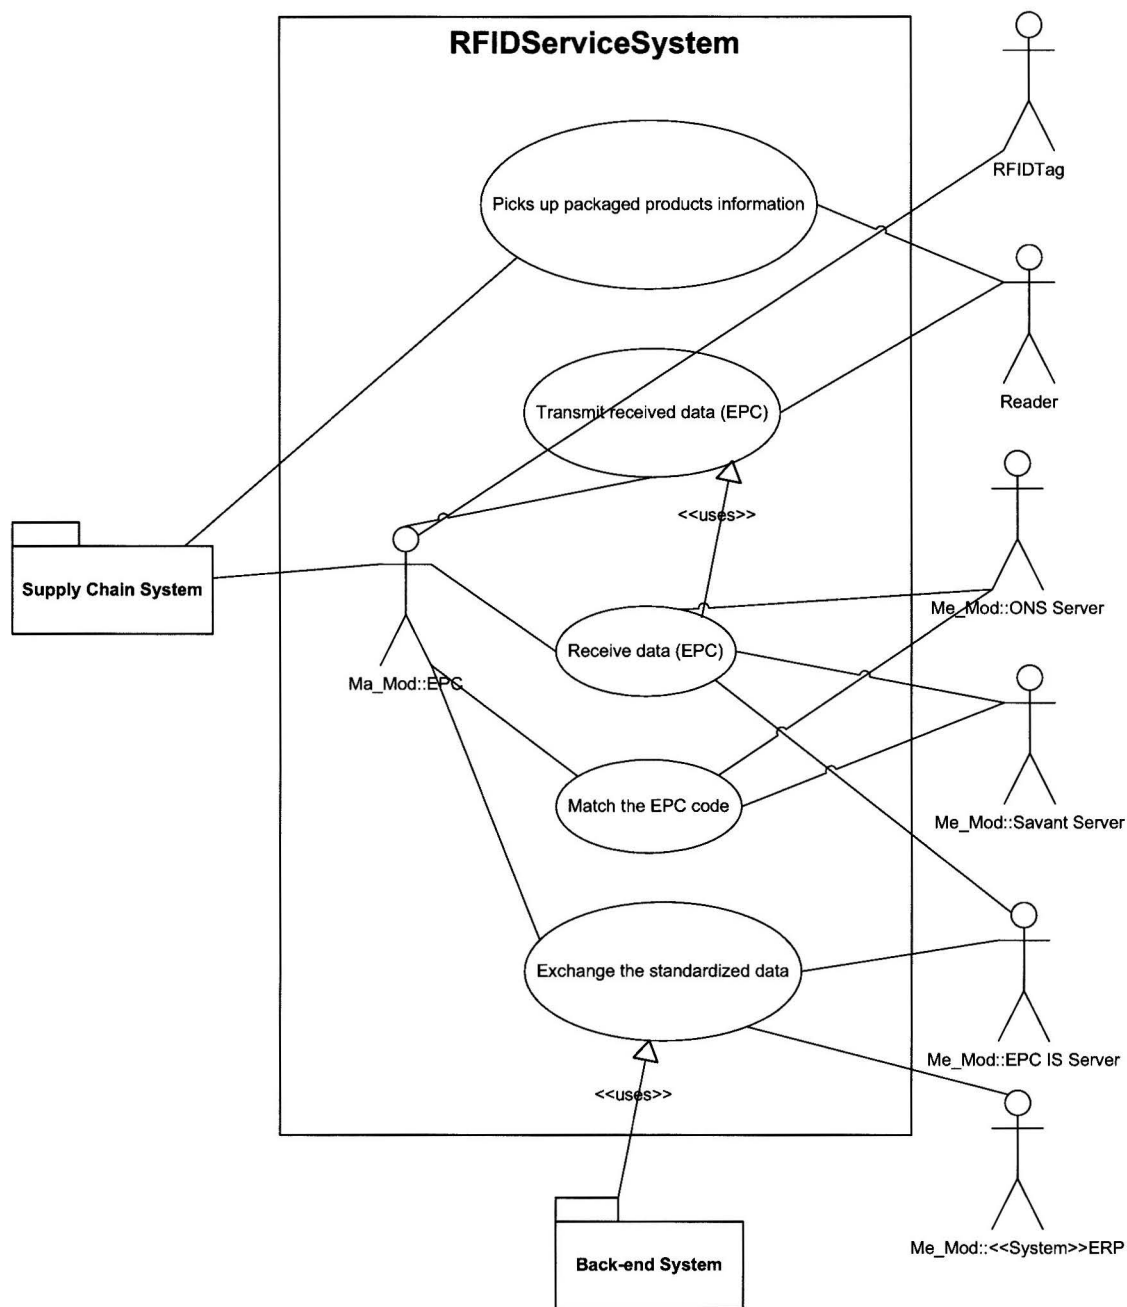 RFIDServiceSystem
RFIDTag
Picks up packaged products information
Reader
Transmit received data (EPC)
<<uses>>
Supply Chain System
Me_Mod::ONS Server
Receive data (EPC)
Ma_Mod::EPC
Match the EPC code
Me_Mod::Savant Server
Exchange the standardized data
Me_Mod::EPC IS Server
<<uses>>
Me_Mod::<<System>>ERP
Back-end System